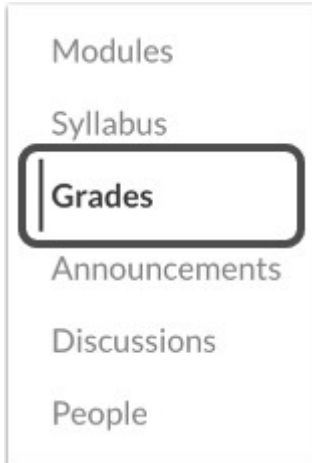 Modules
Syllabus
Grades
Announcements
Discussions
People